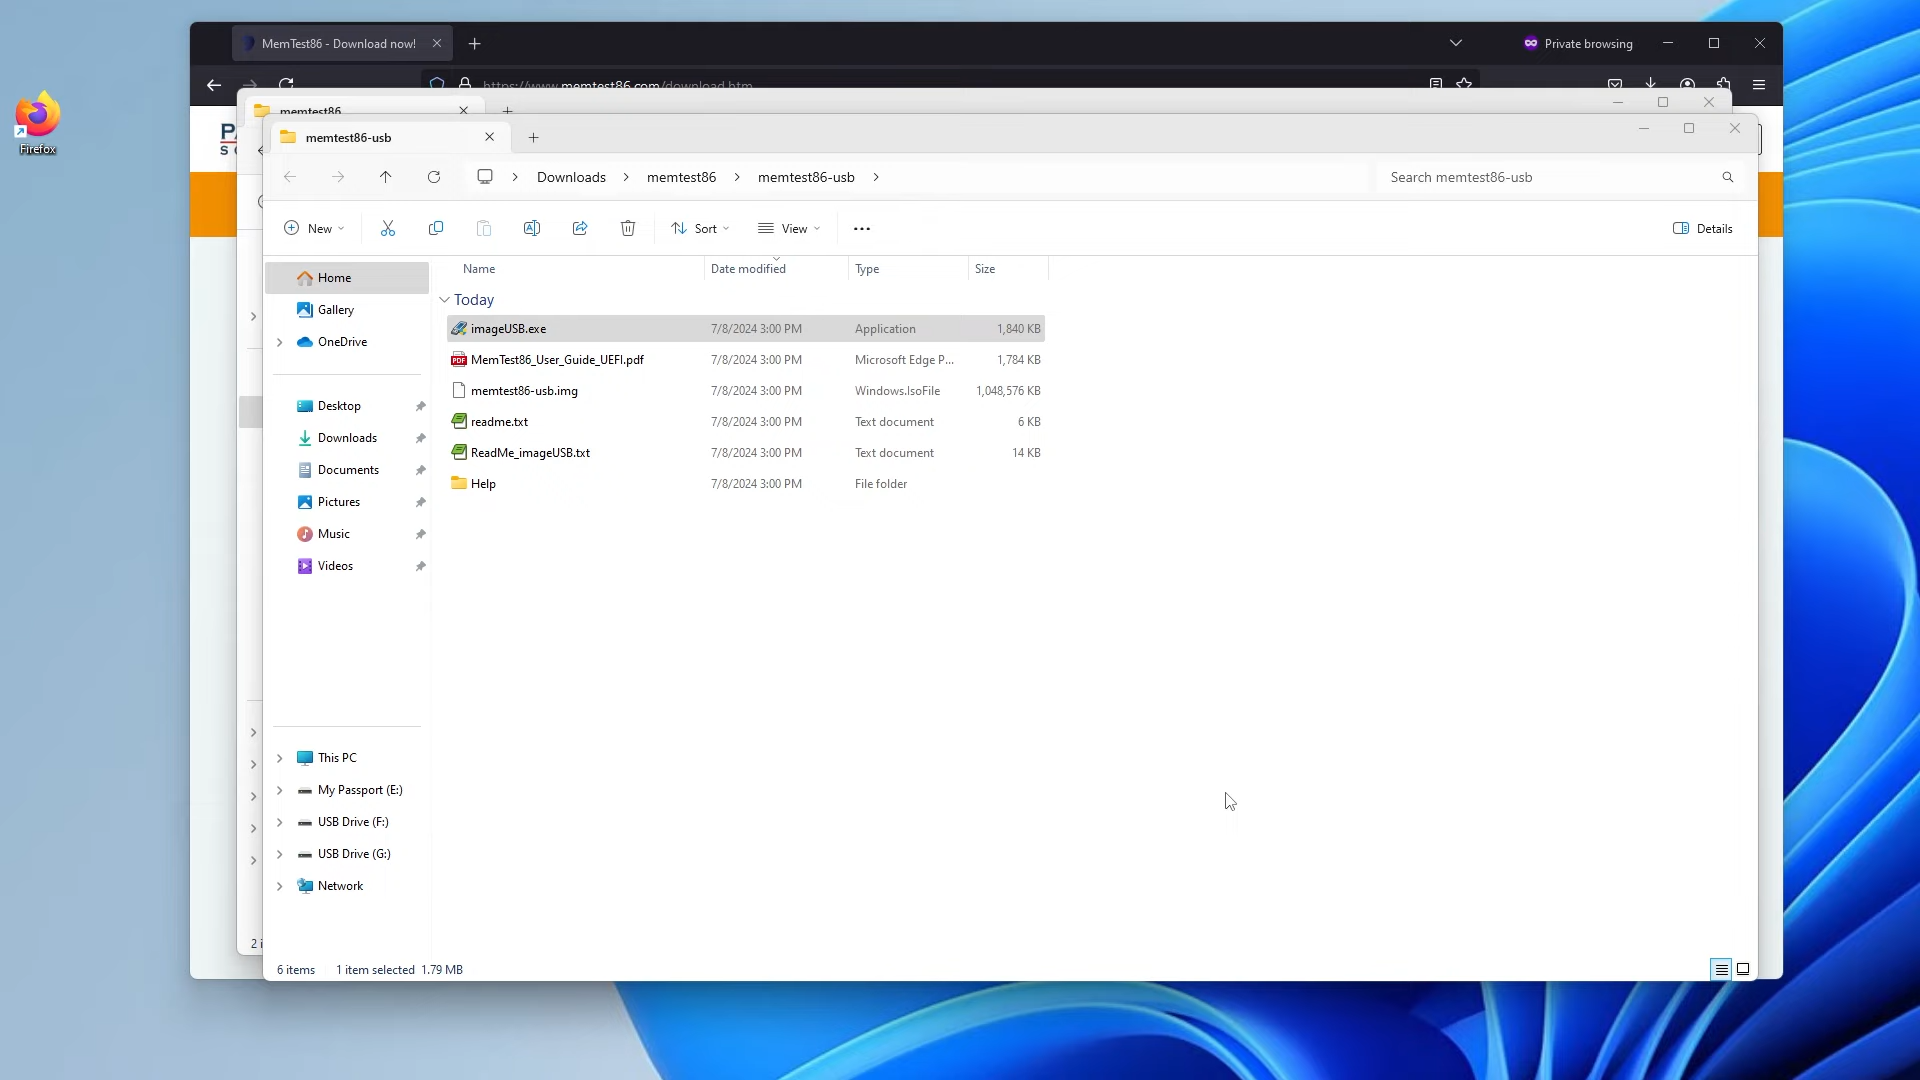 MemTest86 - Download now!
Private browsing
https://www.memtest86.com/download.htm
Firefox
memtest86
memtest86-usb
Downloads
memtest86
memtest86-usb
Search memtest86-usb
New
Sort
View
Details
Name
Date modified
Type
Size
Home
Gallery
OneDrive
Desktop
Downloads
Documents
Pictures
Music
Videos
This PC
My Passport (E:)
USB Drive (F:)
USB Drive (G:)
Network
Today
imageUSB.exe 7/8/2024 3:00 PM Application 1,840 KB
MemTest86_User_Guide_UEFI.pdf 7/8/2024 3:00 PM Microsoft Edge P... 1,784 KB
memtest86-usb.img 7/8/2024 3:00 PM Windows.IsoFile 1,048,576 KB
readme.txt 7/8/2024 3:00 PM Text document 6 KB
ReadMe_imageUSB.txt 7/8/2024 3:00 PM Text document 14 KB
Help 7/8/2024 3:00 PM File folder
6 items 1 item selected 1.79 MB